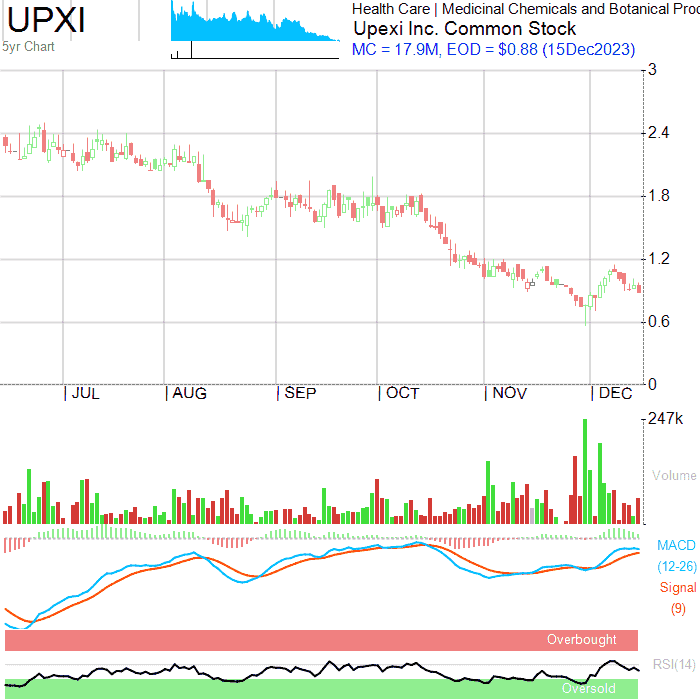 UPXI
5yr Chart
Health Care | Medicinal Chemicals and Botanical Proc
Upexi Inc. Common Stock
MC = 17.9M, EOD = $0.88 (15Dec2023)
3
2.4
1.8
1.2
0.6
0
| JUL | AUG | SEP | OCT | NOV | DEC
247k
Volume
MACD
(12-26)
Signal
(9)
Overbought
RSI(14)
Oversold